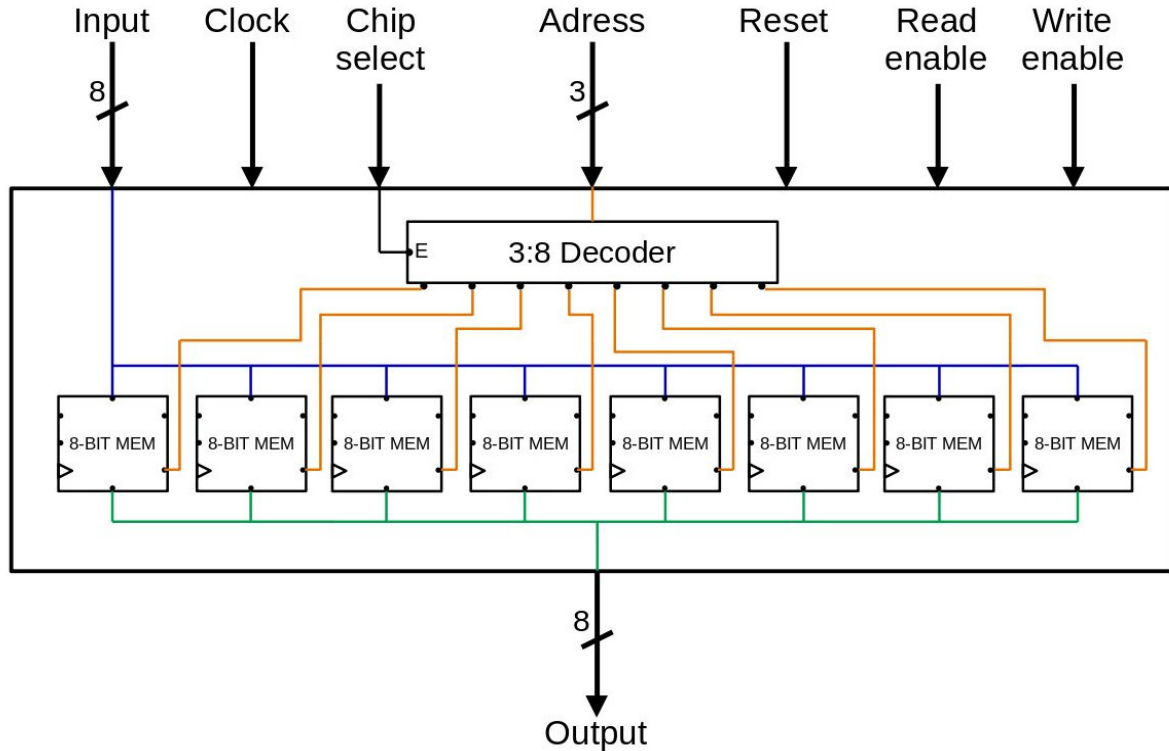 Input
Clock
Chip
select
Adress
Reset
Read
enable
Write
enable
8
3
E
3:8 Decoder
8-BIT MEM
8-BIT MEM
8-BIT MEM
8-BIT MEM
8-BIT MEM
8-BIT MEM
8-BIT MEM
8-BIT MEM
8
Output